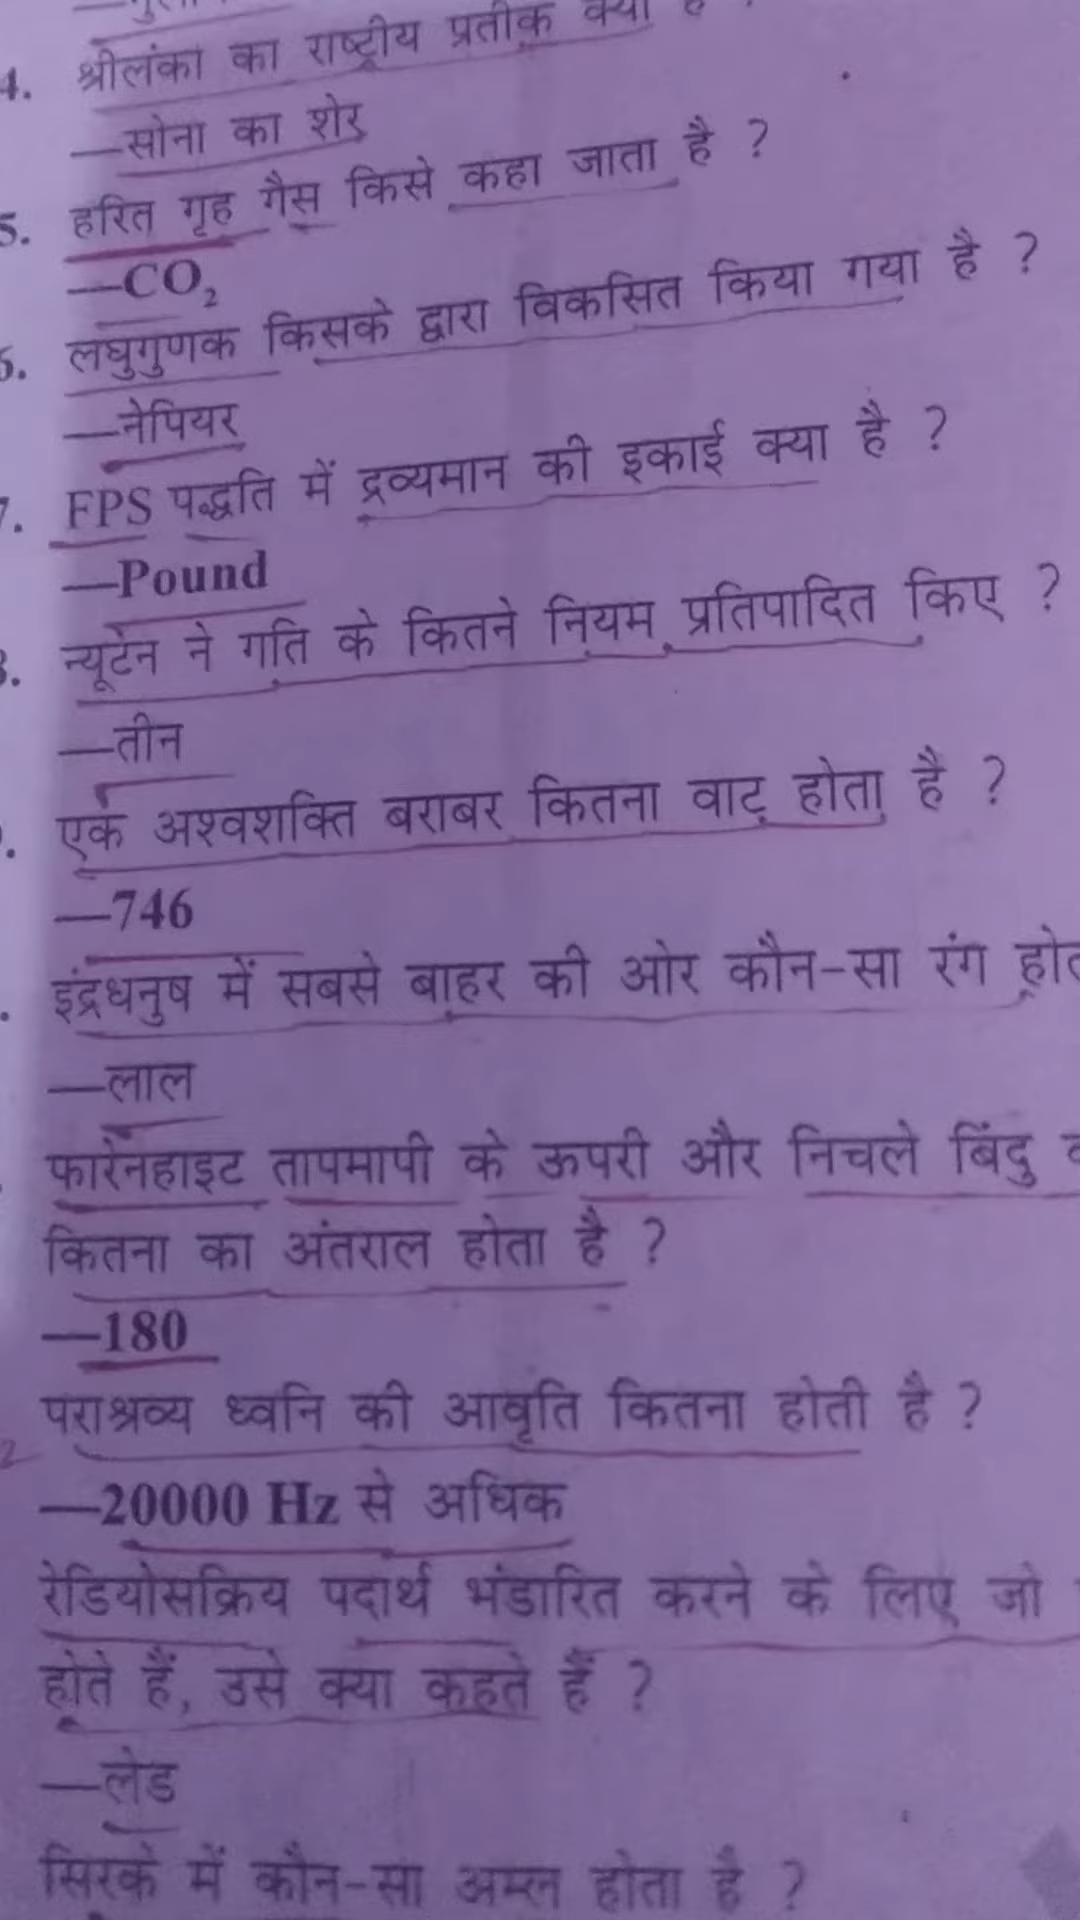 4. श्रीलंका का राष्ट्रीय प्रतीक क्या है ?
—सोना का शेर
5. हरित गृह गैस किसे कहा जाता है ?
—CO₂
6. लघुगुणक किसके द्वारा विकसित किया गया है ?
—नेपियर
7. FPS पद्धति में द्रव्यमान की इकाई क्या है ?
—Pound
8. न्यूटन ने गति के कितने नियम प्रतिपादित किए ?
—तीन
एक अश्वशक्ति बराबर कितना वाट होता है ?
—746
इंद्रधनुष में सबसे बाहर की ओर कौन-सा रंग
—लाल
फारेनहाइट तापमापी के ऊपरी और निचले बिंदु
कितना का अंतराल होता है ?
—180
पराश्रव्य ध्वनि की आवृति कितना होती है ?
—20000 Hz से अधिक
रेडियोसक्रिय पदार्थ भंडारित करने के लिए जो
होते हैं, उसे क्या कहते हैं ?
—लेड
सिरके में कौन-सा अम्ल होता है ?